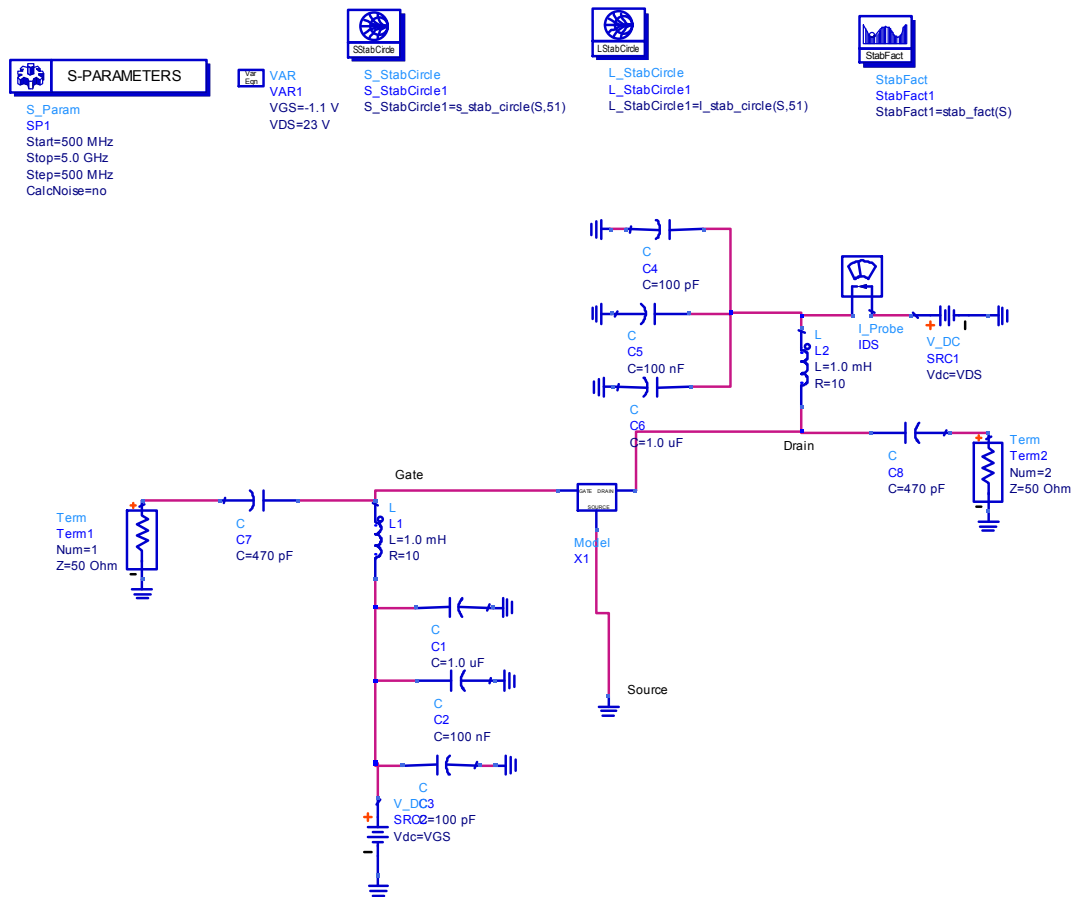 S-PARAMETERS
S_Param
SP1
Start=500 MHz
Stop=5.0 GHz
Step=500 MHz
CalcNoise=no
Var
Eqn
VAR
VAR1
VGS=-1.1 V
VDS=23 V
SStabCircle
S_StabCircle
S_StabCircle1
S_StabCircle1=s_stab_circle(S,51)
LStabCircle
L_StabCircle
L_StabCircle1
L_StabCircle1=l_stab_circle(S,51)
StabFact
StabFact
StabFact1
StabFact1=stab_fact(S)
C
C4
C=100 pF
C
C5
C=100 nF
C
C6
C=1.0 uF
L
L2
L=1.0 mH
R=10
I_Probe
IDS
V_DC
SRC1
Vdc=VDS
Drain
C
C8
C=470 pF
Term
Term2
Num=2
Z=50 Ohm
Gate
Term
Term1
Num=1
Z=50 Ohm
C
C7
C=470 pF
L
L1
L=1.0 mH
R=10
GATE DRAIN
SOURCE
Model
X1
Source
C
C1
C=1.0 uF
C
C2
C=100 nF
C
C3
C=100 pF
V_DC
SRC2
Vdc=VGS